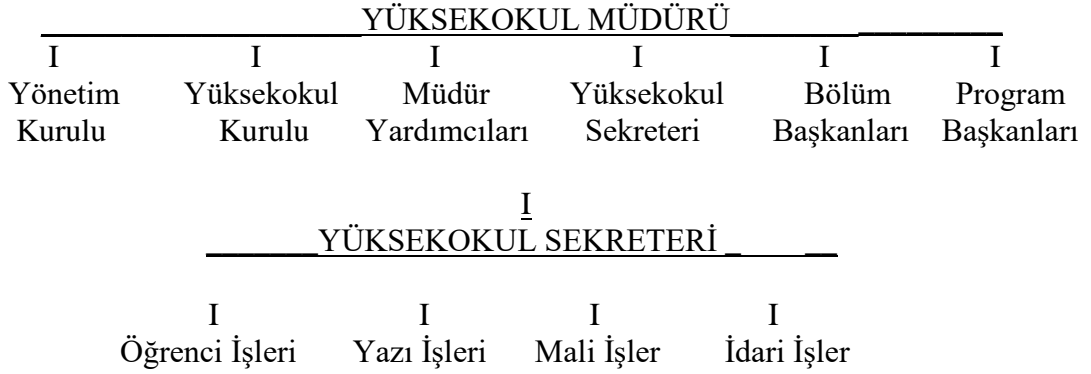 YÜKSEKOKUL MÜDÜRÜ
I I I I I I
Yönetim Yüksekokul Müdür Yüksekokul Bölüm Program
Kurulu Kurulu Yardımcıları Sekreteri Başkanları Başkanları
I
YÜKSEKOKUL SEKRETERİ
I I I I
Öğrenci İşleri Yazı İşleri Mali İşler İdari İşler